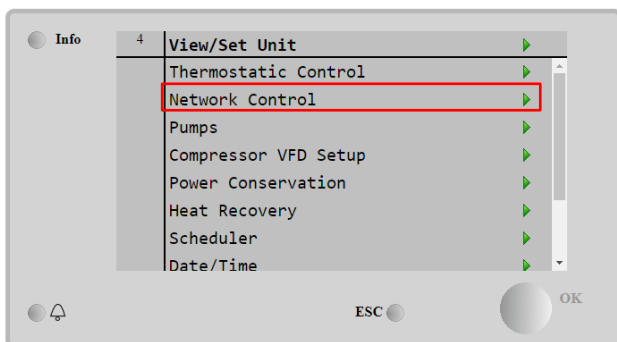 Info
4 View/Set Unit
Thermostatic Control
Network Control
Pumps
Compressor VFD Setup
Power Conservation
Heat Recovery
Scheduler
Date/Time
ESC
OK